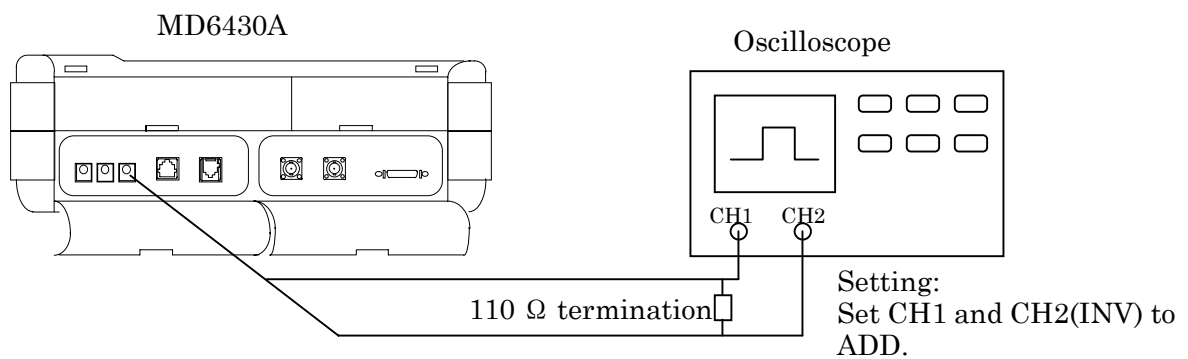 MD6430A
Oscilloscope
CH1 CH2
110 Ω termination
Setting:
Set CH1 and CH2(INV) to
ADD.